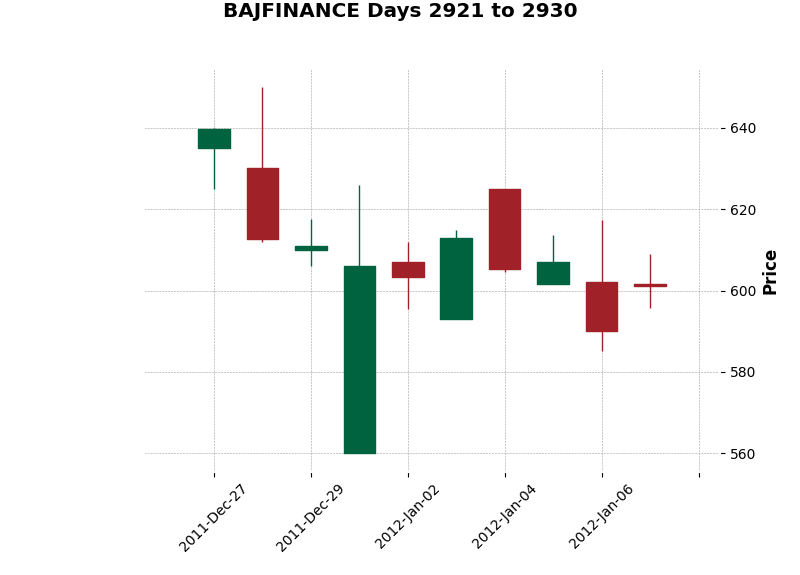 BAJFINANCE Days 2921 to 2930
640
620
600
580
560
Price
2011-Dec-27
2011-Dec-29
2012-Jan-02
2012-Jan-04
2012-Jan-06